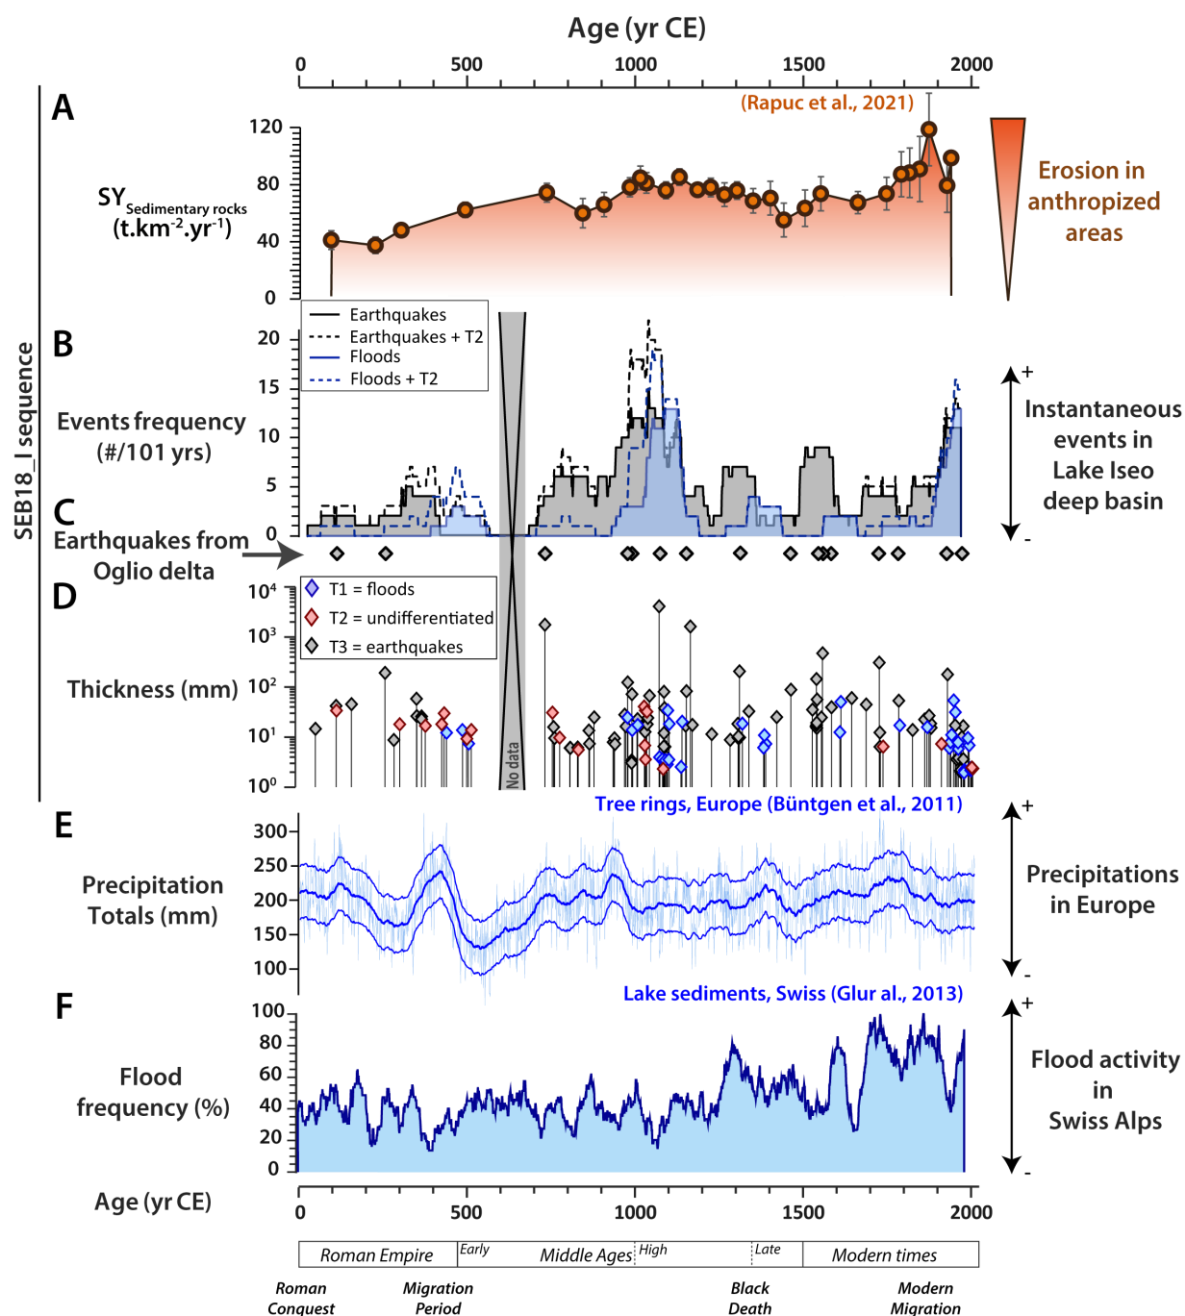 Age (yr CE)
0 500 1000 1500 2000
A
(Rapuc et al., 2021)
120
80
40
0
SY Sedimentary rocks
(t.km-2.yr-1)
Erosion in
anthropized
areas
SEB18_I sequence
B
Earthquakes
Earthquakes + T2
Floods
Floods + T2
20
15
10
5
0
Events frequency
(#/101 yrs)
+
Instantaneous
events in
Lake Iseo
deep basin
-
C
Earthquakes from
Oglio delta
D
T1 = floods
T2 = undifferentiated
T3 = earthquakes
10⁴
10³
10²
10¹
10⁰
Thickness (mm)
No data
Tree rings, Europe (Büntgen et al., 2011)
E
300
250
200
150
100
Precipitation
Totals (mm)
+
Precipitations
in Europe
-
Lake sediments, Swiss (Glur al., 2013)
F
100
80
60
40
20
0
Flood
frequency (%)
+
Flood activity
in
Swiss Alps
-
Age (yr CE)
0 500 1000 1500 2000
Roman Empire Early Middle Ages High Late Modern times
Roman
Conquest
Migration
Period
Black
Death
Modern
Migration